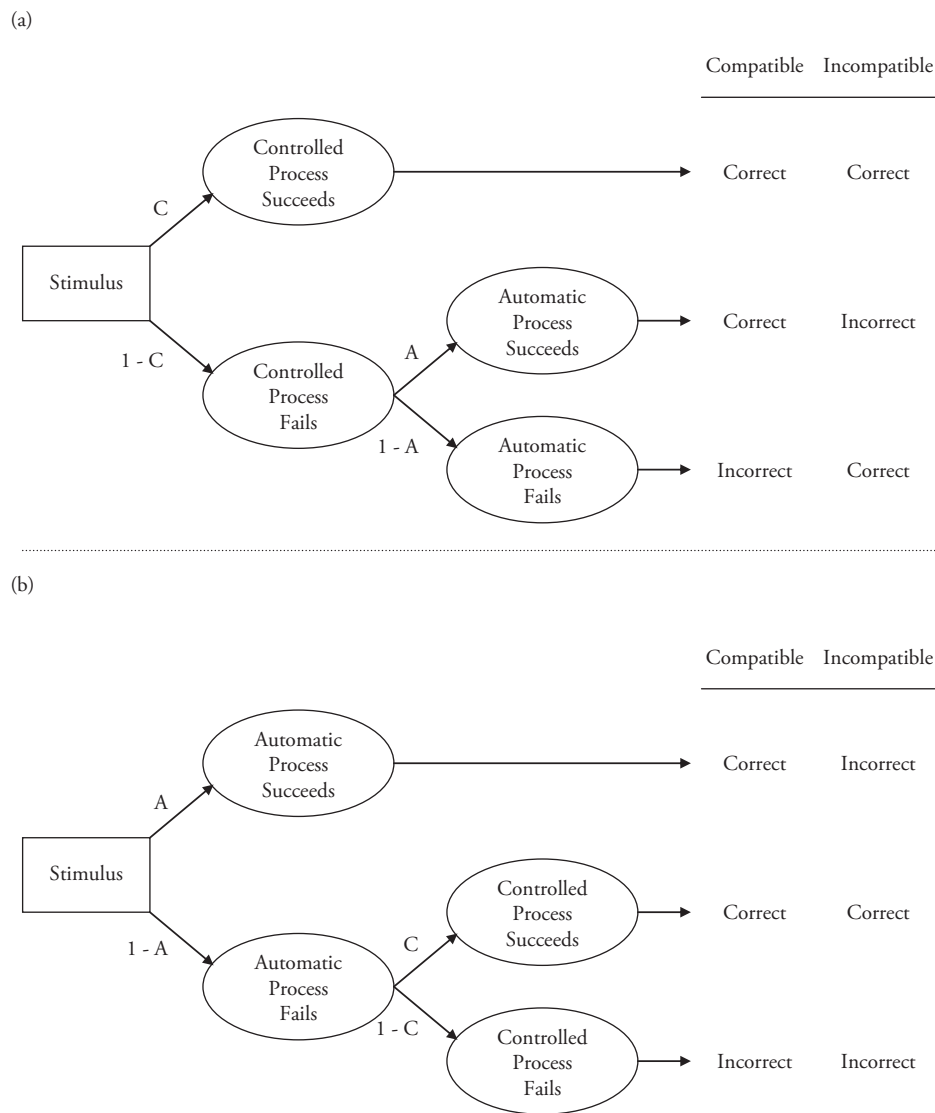 (a)
Compatible Incompatible
Controlled
Process
Succeeds
Correct Correct
C
Stimulus
Automatic
Process
Succeeds
Correct Incorrect
1 - C
A
Controlled
Process
Fails
1 - A
Automatic
Process
Fails
Incorrect Correct
(b)
Compatible Incompatible
Automatic
Process
Succeeds
Correct Incorrect
A
Stimulus
Controlled
Process
Succeeds
Correct Correct
1 - A
C
Automatic
Process
Fails
1 - C
Controlled
Process
Fails
Incorrect Incorrect